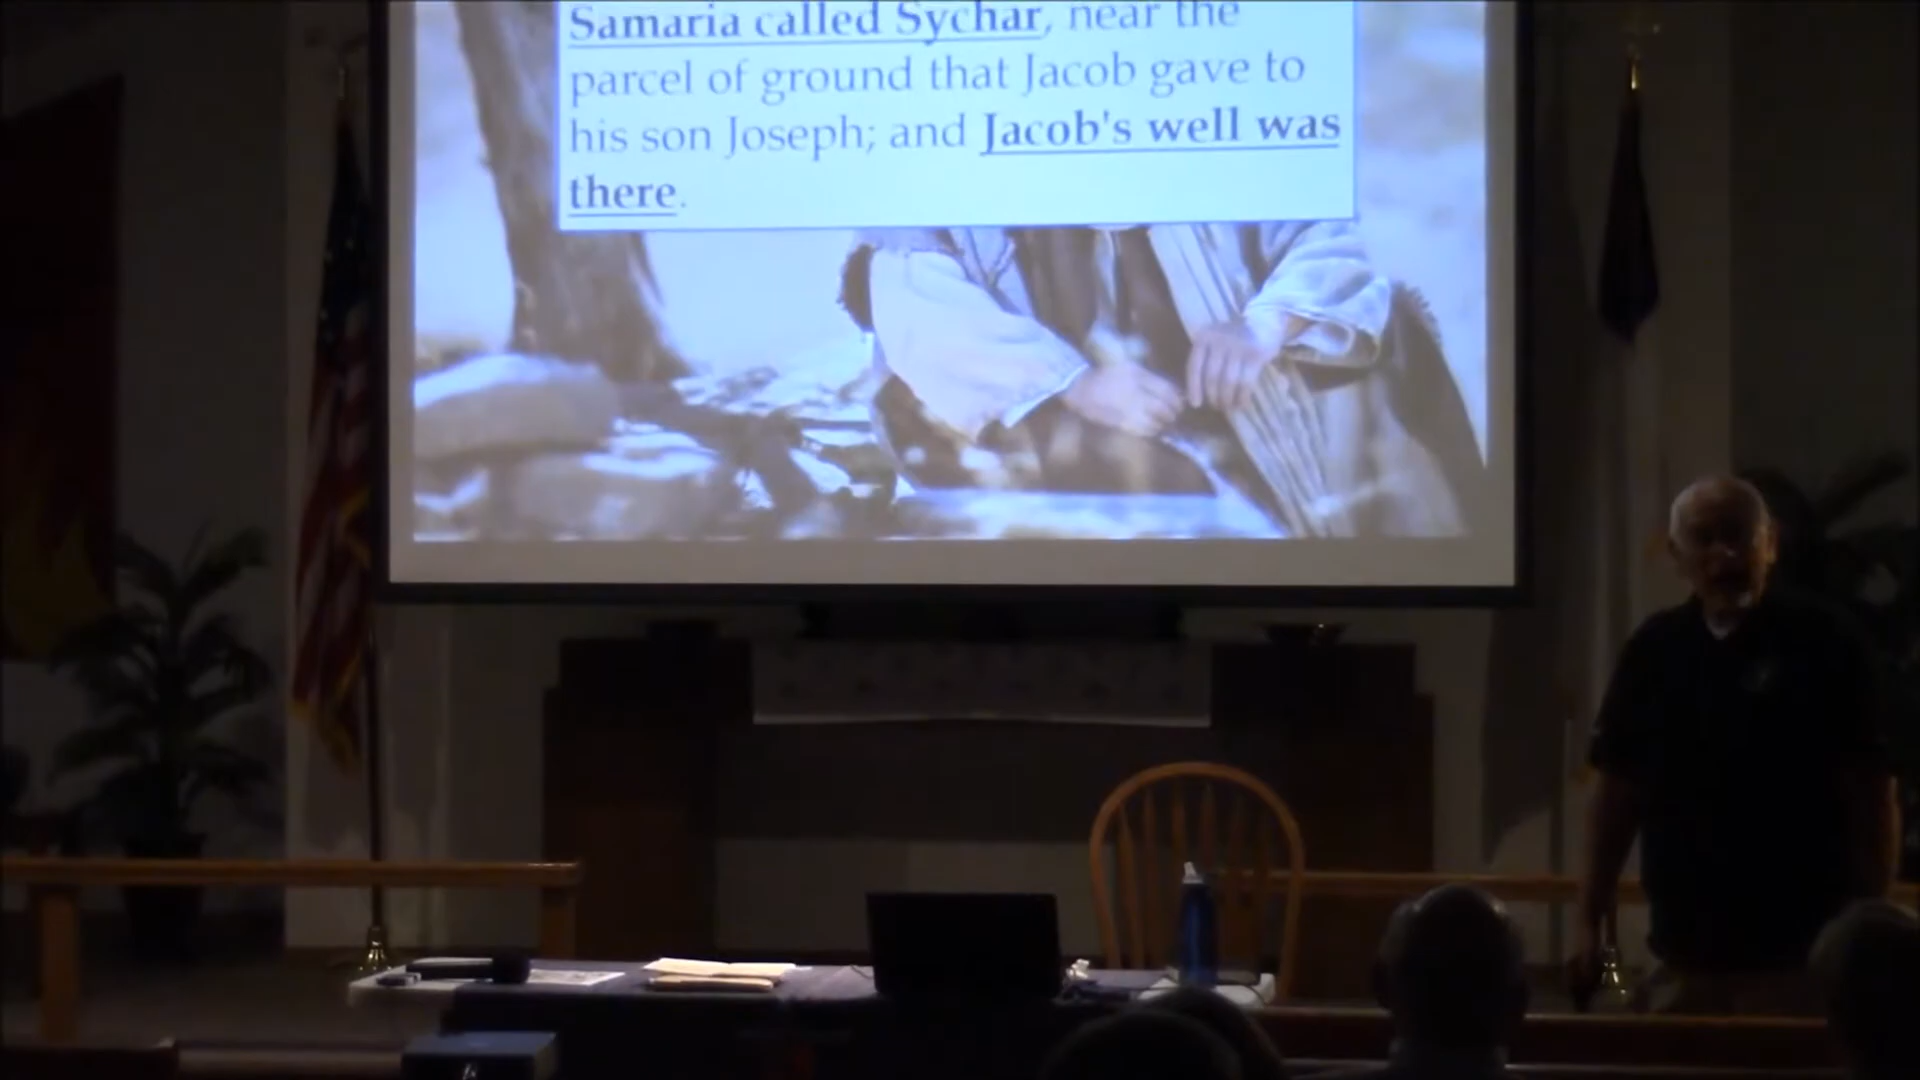 Samaria called Sychar, near the
parcel of ground that Jacob gave to
his son Joseph; and Jacob's well was
there.